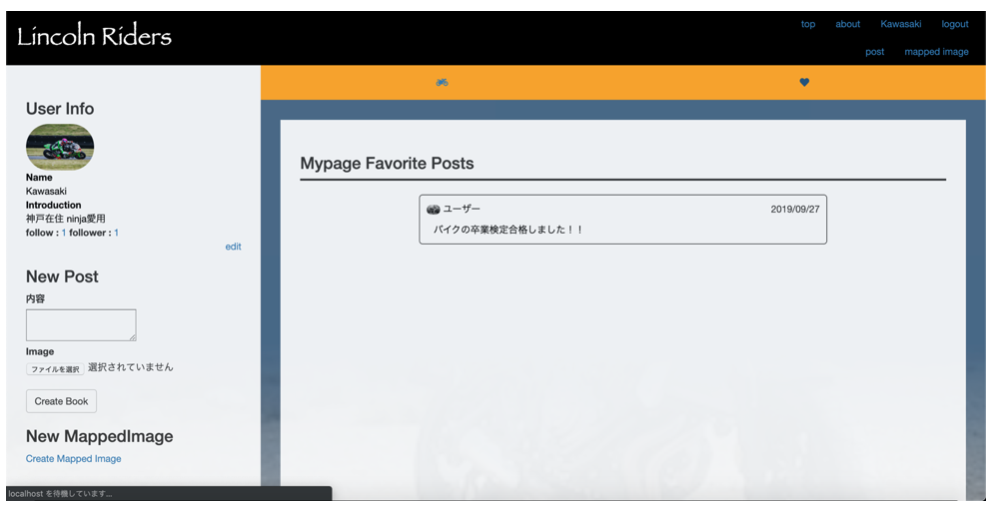 Lincoln Riders
top about Kawasaki logout
post mapped image
User Info
Name
Kawasaki
Introduction
神戸在住 ninja愛用
follow : 1 follower : 1
edit
New Post
内容
Image
ファイルを選択 選択されていません
Create Book
New MappedImage
Create Mapped Image
localhost を待機しています...
Mypage Favorite Posts
ユーザー 2019/09/27
バイクの卒業検定合格しました！！